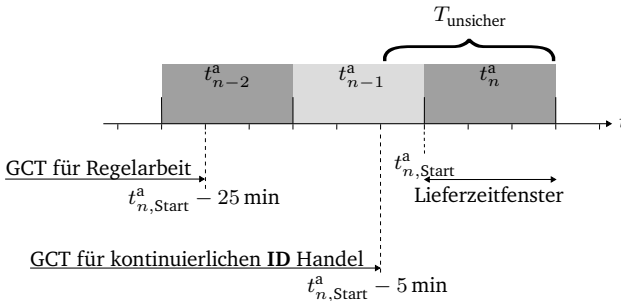 T_unsicher
t^a_{n−2} t^a_{n−1} t^a_n
t
t^a_{n,Start}
GCT für Regelarbeit
t^a_{n,Start} − 25 min
Lieferzeitfenster
GCT für kontinuierlichen ID Handel
t^a_{n,Start} − 5 min